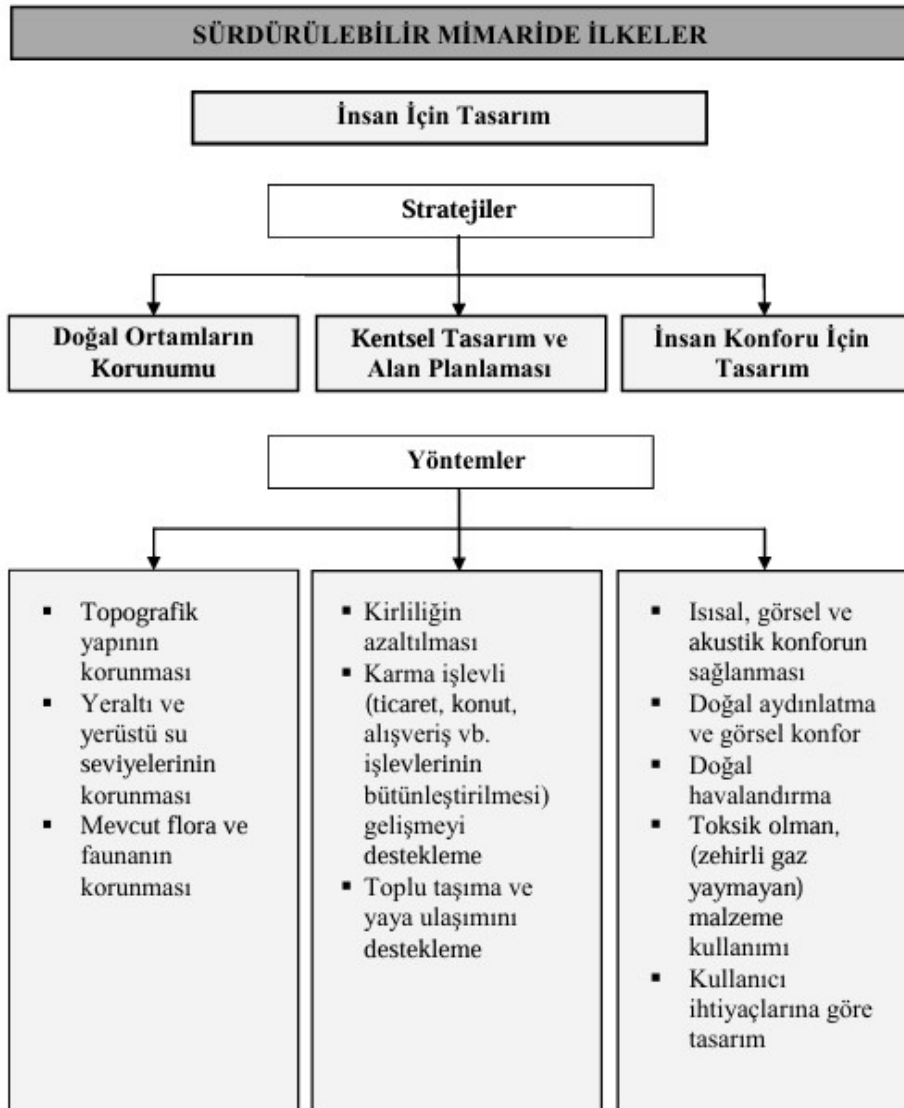 SÜRDÜRÜLEBİLİR MİMARİDE İLKELER
İnsan İçin Tasarım
Stratejiler
Doğal Ortamların
Korunumu
Kentsel Tasarım ve
Alan Planlaması
İnsan Konforu İçin
Tasarım
Yöntemler
▪ Topografik
yapının
korunması
▪ Yeraltı ve
yerüstü su
seviyelerinin
korunması
▪ Mevcut flora ve
faunanın
korunması
▪ Kirliliğin
azaltılması
▪ Karma işlevli
(ticaret, konut,
alışveriş vb.
işlevlerinin
bütünleştirilmesi)
gelişmeyi
destekleme
▪ Toplu taşıma ve
yaya ulaşımını
destekleme
▪ Isısal, görsel ve
akustik konforun
sağlanması
▪ Doğal aydınlatma
ve görsel konfor
▪ Doğal
havalandırma
▪ Toksik olman,
(zehirli gaz
yaymayan)
malzeme
kullanımı
▪ Kullanıcı
ihtiyaçlarına göre
tasarım